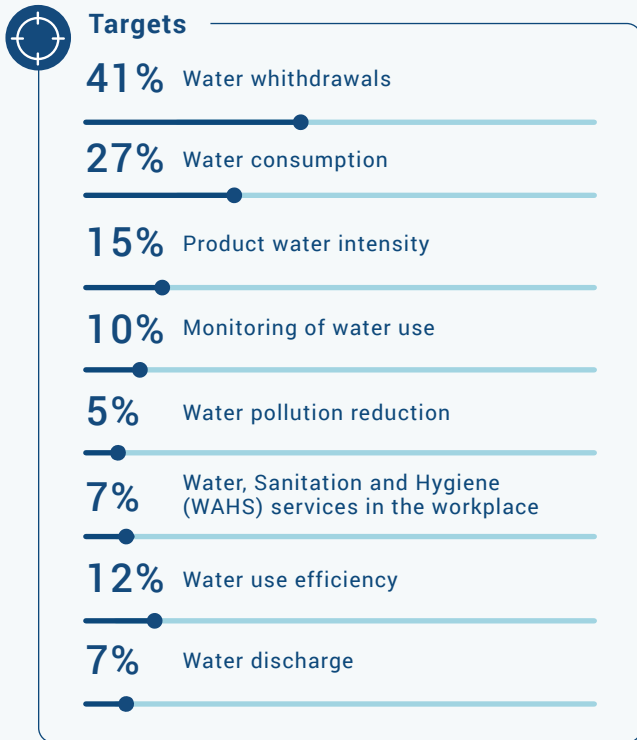 Targets
41% Water whithdrawals
27% Water consumption
15% Product water intensity
10% Monitoring of water use
5% Water pollution reduction
7% Water, Sanitation and Hygiene
(WAHS) services in the workplace
12% Water use efficiency
7% Water discharge